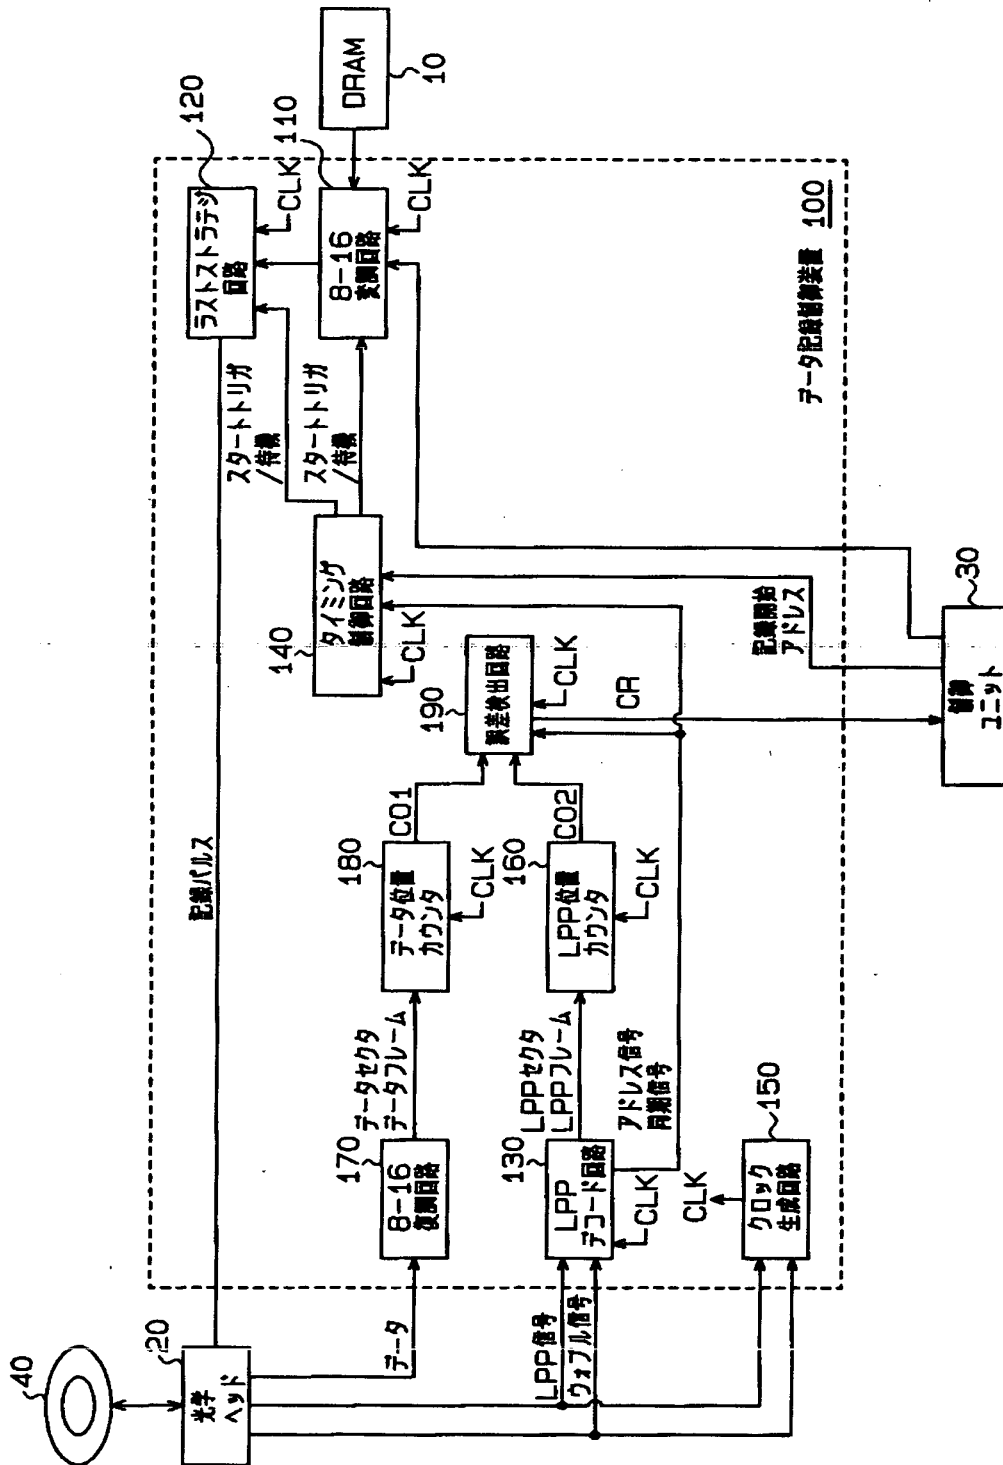 40
20
光学
ヘッド
記録パルス
データ
LPP信号
ウォブル信号
170
8-16
復調回路
130
LPP
デコード回路
CLK
150
クロック
生成回路
CLK
データセクタ
データフレーム
LPPセクタ
LPPフレーム
アドレス信号
同期信号
180
データ位置
カウンタ
CLK
CO1
160
LPP位置
カウンタ
CLK
CO2
190
誤差検出回路
CLK
CR
140
タイミング
制御回路
CLK
スタートトリガ
/待機
スタートトリガ
/待機
記録開始
アドレス
30
制御
ユニット
120
ラストストラテジ
回路
CLK
110
8-16
変調回路
CLK
DRAM
10
データ記録制御装置
100